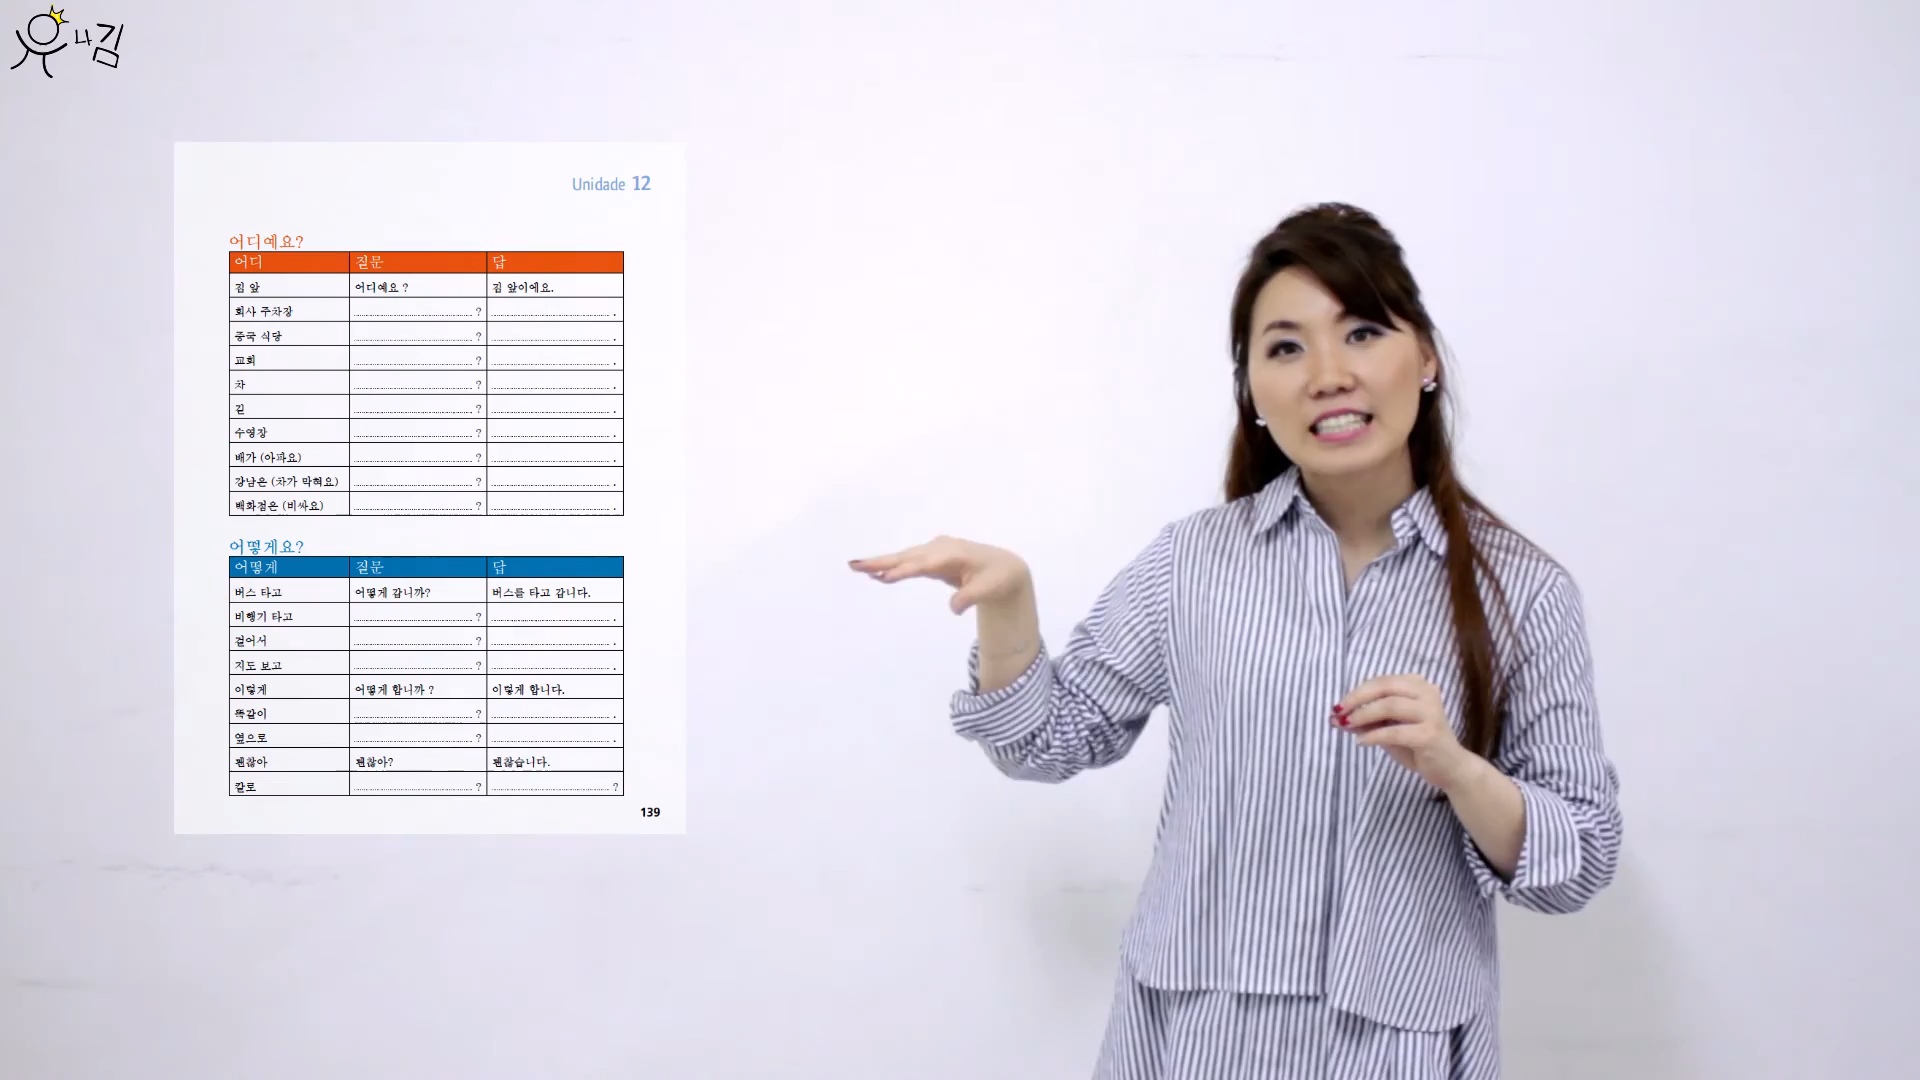 유나킴
Unidade 12
어디예요?
어디 질문 답
집 앞 어디예요 ? 집 앞이에요.
회사 주차장 ? .
중국 식당 ? .
교회 ? .
차 ? .
길 ? .
수영장 ? .
배가 (아파요) ? .
강남은 (차가 막혀요) ? .
백화점은 (비싸요) ? .
어떻게요?
어떻게 질문 답
버스 타고 어떻게 갑니까? 버스를 타고 갑니다.
비행기 타고 ? .
걸어서 ? .
지도 보고 ? .
이렇게 어떻게 합니까 ? 이렇게 합니다.
똑같이 ? .
옆으로 ? .
괜찮아 괜찮아? 괜찮습니다.
칼로 ? ?
139